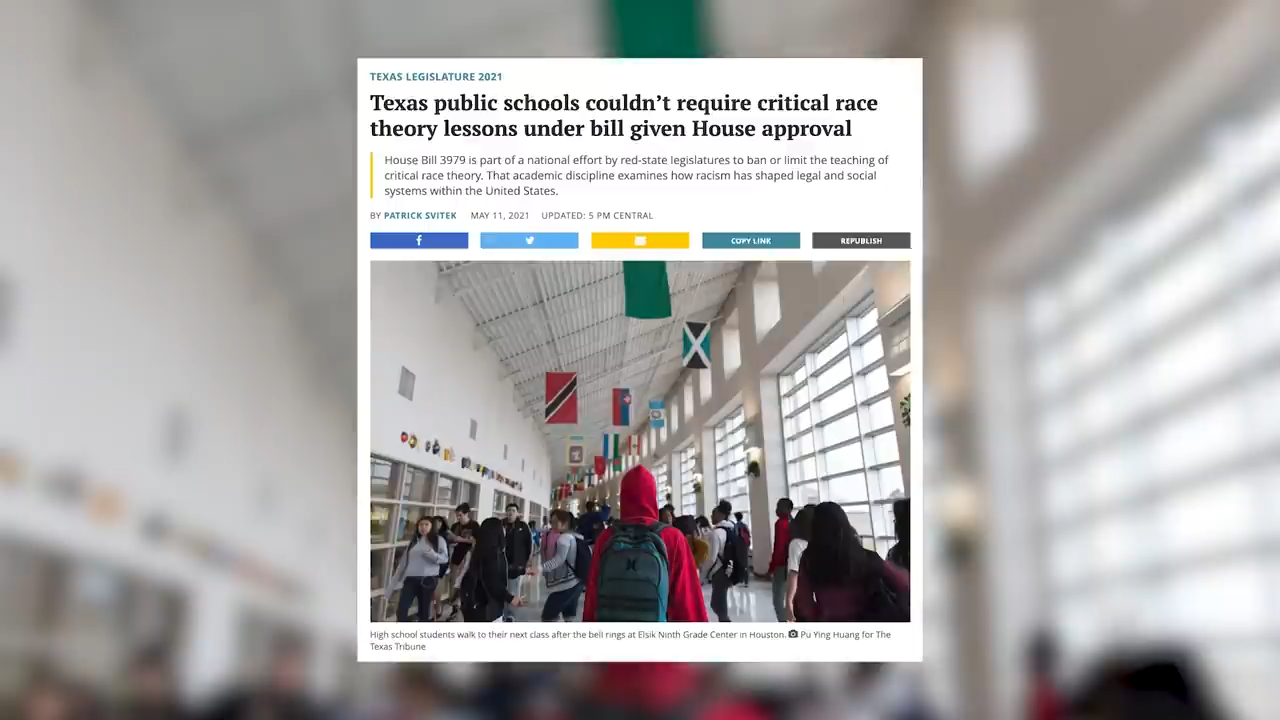 TEXAS LEGISLATURE 2021
Texas public schools couldn’t require critical race
theory lessons under bill given House approval
House Bill 3979 is part of a national effort by red-state legislatures to ban or limit the teaching of
critical race theory. That academic discipline examines how racism has shaped legal and social
systems within the United States.
BY PATRICK SVITEK MAY 11, 2021 UPDATED: 5 PM CENTRAL
COPY LINK REPUBLISH
High school students walk to their next class after the bell rings at Elsik Ninth Grade Center in Houston. Pu Ying Huang for The
Texas Tribune